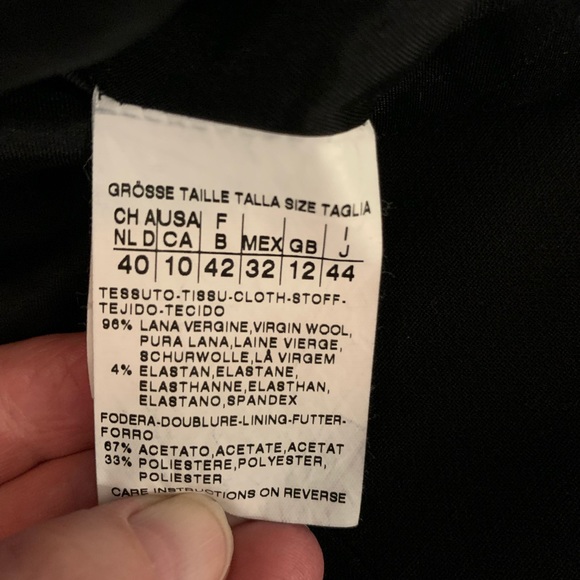 GRÖSSE TAILLE TALLA SIZE TAGLIA
CH A USA F I
NL D CA B MEX GB J
40 10 42 32 12 44
TESSUTO-TISSU-CLOTH-STOFF-
TEJIDO-TECIDO
96% LANA VERGINE,VIRGIN WOOL,
PURA LANA,LAINE VIERGE,
SCHURWOLLE,LÃ VIRGEM
4% ELASTAN,ELASTANE,
ELASTHANNE,ELASTHAN,
ELASTANO,SPANDEX
FODERA-DOUBLURE-LINING-FUTTER-
FORRO
67% ACETATO,ACETATE,ACETAT
33% POLIESTERE,POLYESTER,
POLIESTER
CARE INSTRUCTIONS ON REVERSE